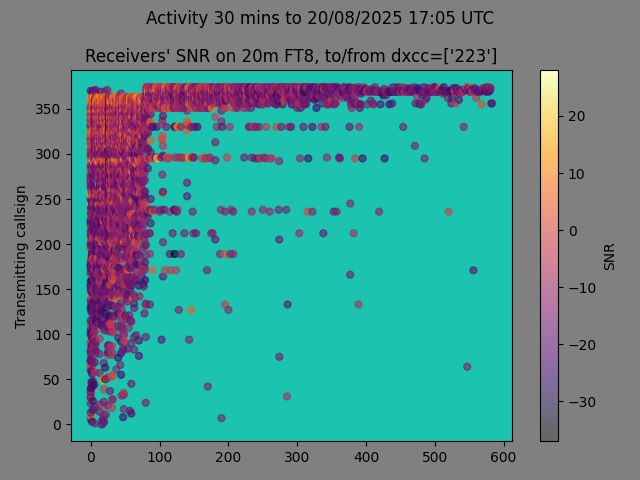 Activity 30 mins to 20/08/2025 17:05 UTC
Receivers' SNR on 20m FT8, to/from dxcc=['223']
Transmitting callsign
350
300
250
200
150
100
50
0
0 100 200 300 400 500 600
20
10
0
−10
−20
−30
SNR